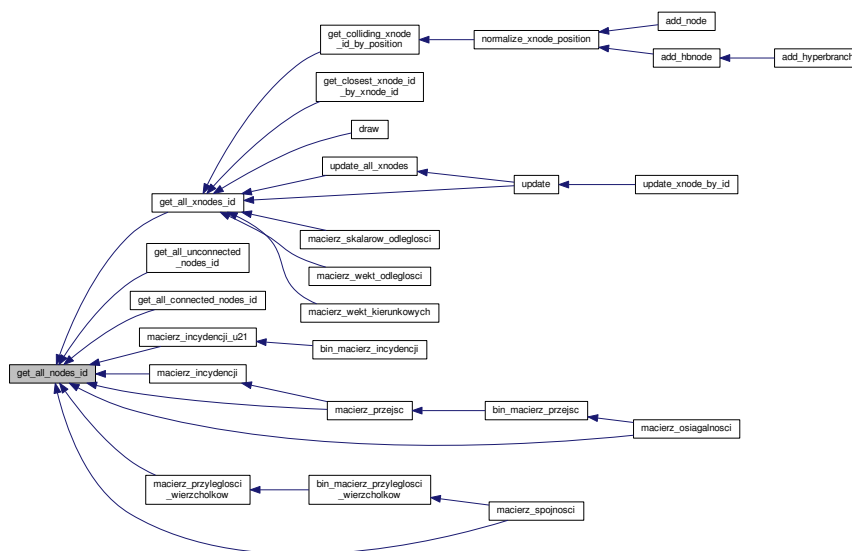 add_node
get_colliding_xnode
_id_by_position
normalize_xnode_position
add_hbnode
add_hyperbranch
get_closest_xnode_id
_by_xnode_id
draw
update_all_xnodes
update
update_xnode_by_id
get_all_xnodes_id
macierz_skalarow_odleglosci
get_all_unconnected
_nodes_id
macierz_wekt_odleglosci
get_all_connected_nodes_id
macierz_wekt_kierunkowych
macierz_incydencji_u21
bin_macierz_incydencji
get_all_nodes_id
macierz_incydencji
macierz_przejsc
bin_macierz_przejsc
macierz_osiagalnosci
macierz_przyleglosci
_wierzcholkow
bin_macierz_przyleglosci
_wierzcholkow
macierz_spojnosci